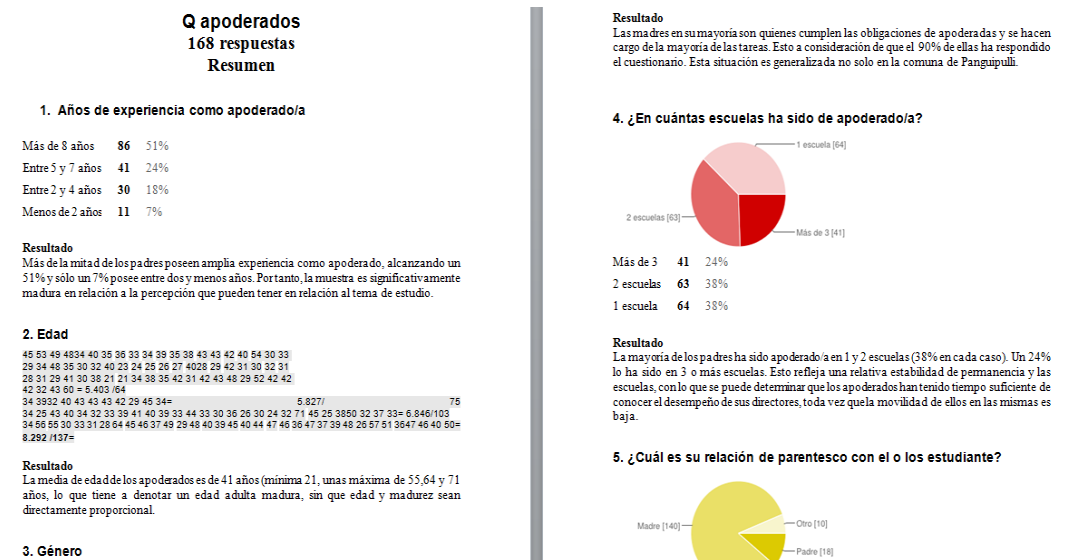 Q apoderados
168 respuestas
Resumen
1. Años de experiencia como apoderado/a
Más de 8 años 86 51%
Entre 5 y 7 años 41 24%
Entre 2 y 4 años 30 18%
Menos de 2 años 11 7%
Resultado
Más de la mitad de los padres poseen amplia experiencia como apoderado, alcanzando un
51% y sólo un 7% posee entre dos y menos años. Por tanto, la muestra es significativamente
madura en relación a la percepción que pueden tener en relación al tema de estudio.
2. Edad
45 53 49 4834 40 35 36 33 34 39 35 38 43 43 42 40 54 30 33
29 34 48 35 30 32 40 23 24 25 26 27 4028 29 42 31 30 32 31
28 31 29 41 30 38 21 21 34 38 35 42 31 42 43 48 29 52 42 42
42 32 43 60 = 5.403 /64
34 3932 40 43 43 43 42 29 45 34= 5.827/ 75
34 25 43 40 34 32 33 39 41 40 39 33 44 33 30 36 26 30 24 32 71 45 25 3850 32 37 33= 6.846/103
34 56 55 30 33 31 28 64 45 46 37 49 29 48 40 39 45 40 44 47 46 36 47 37 39 48 26 57 51 3647 46 40 50=
8.292 /137=
Resultado
La media de edad de los apoderados es de 41 años (mínima 21, unas máxima de 55,64 y 71
años, lo que tiene a denotar un edad adulta madura, sin que edad y madurez sean
directamente proporcional.
3. Género
Resultado
Las madres en su mayoría son quienes cumplen las obligaciones de apoderadas y se hacen
cargo de la mayoría de las tareas. Esto a consideración de que el 90% de ellas ha respondido
el cuestionario. Esta situación es generalizada no solo en la comuna de Panguipulli.
4. ¿En cuántas escuelas ha sido de apoderado/a?
1 escuela [64]
2 escuelas [63]
Más de 3 [41]
Más de 3 41 24%
2 escuelas 63 38%
1 escuela 64 38%
Resultado
La mayoría de los padres ha sido apoderado/a en 1 y 2 escuelas (38% en cada caso). Un 24%
lo ha sido en 3 o más escuelas. Esto refleja una relativa estabilidad de permanencia y las
escuelas, con lo que se puede determinar que los apoderados han tenido tiempo suficiente de
conocer el desempeño de sus directores, toda vez que la movilidad de ellos en las mismas es
baja.
5. ¿Cuál es su relación de parentesco con el o los estudiante?
Madre [140]
Otro [10]
Padre [18]